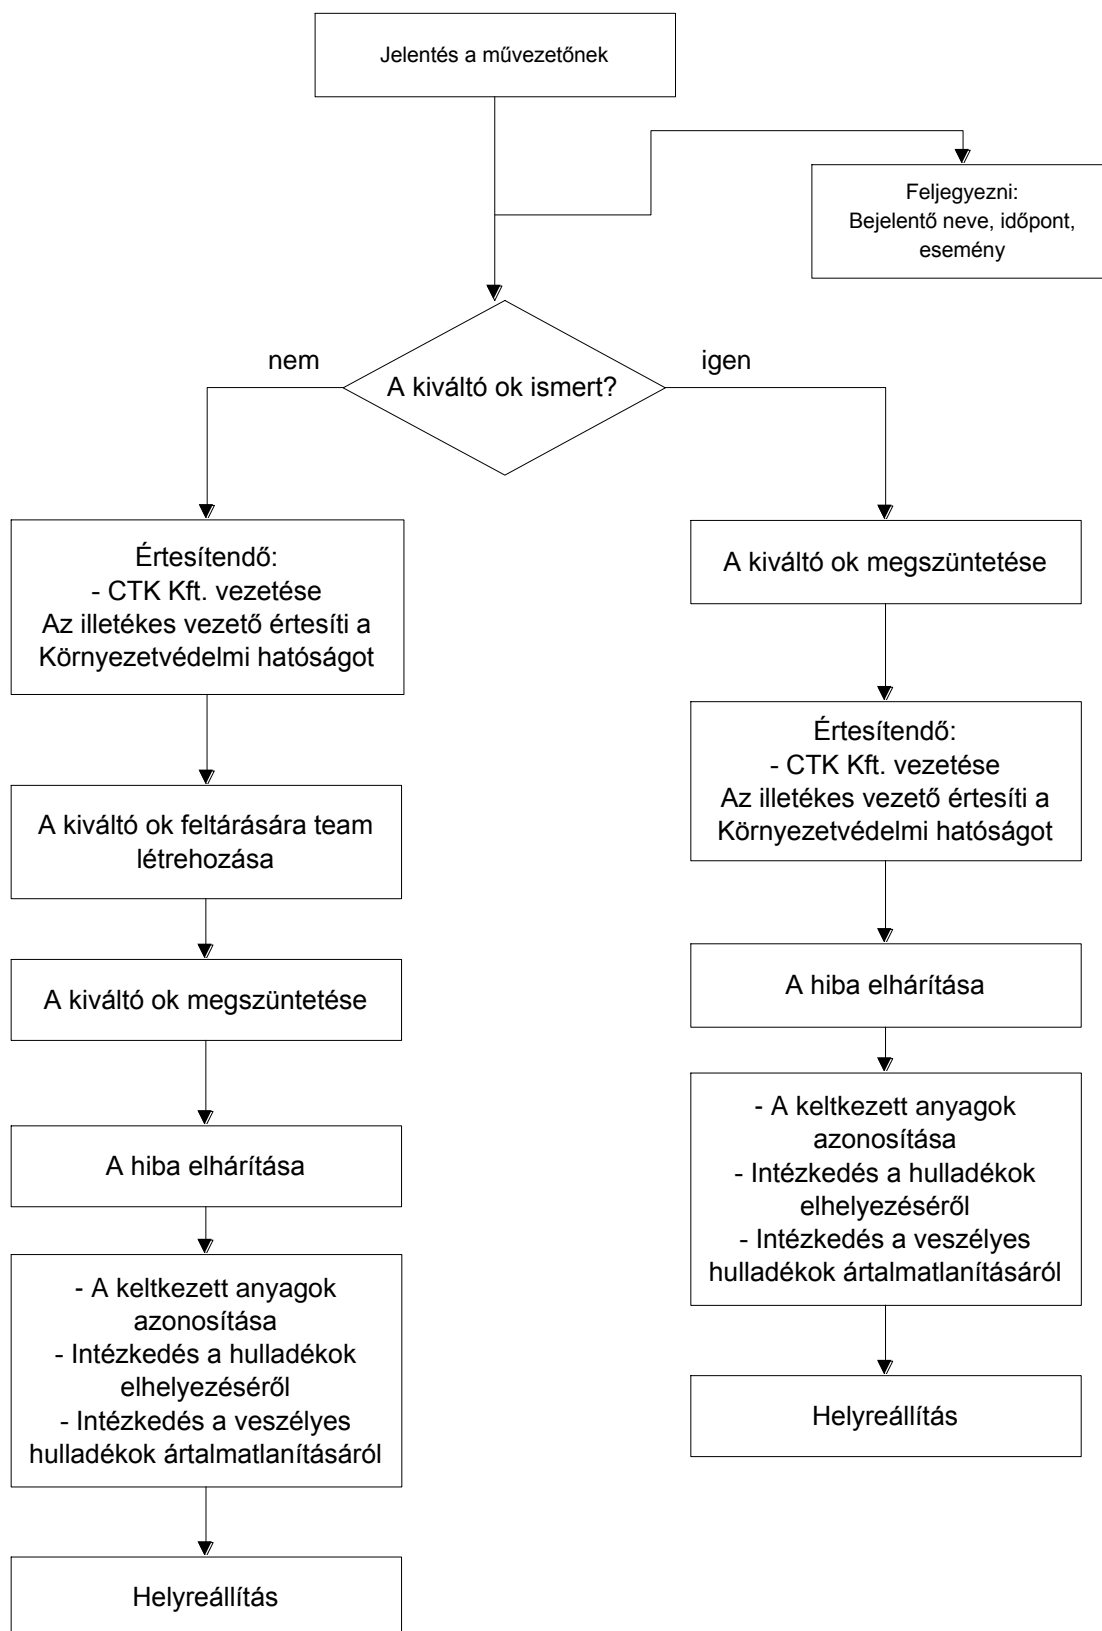 Jelentés a művezetőnek
Feljegyezni:
Bejelentő neve, időpont,
esemény
nem
igen
A kiváltó ok ismert?
Értesítendő:
- CTK Kft. vezetése
Az illetékes vezető értesíti a
Környezetvédelmi hatóságot
A kiváltó ok feltárására team
létrehozása
A kiváltó ok megszüntetése
A hiba elhárítása
- A keltkezett anyagok
azonosítása
- Intézkedés a hulladékok
elhelyezéséről
- Intézkedés a veszélyes
hulladékok ártalmatlanításáról
Helyreállítás
A kiváltó ok megszüntetése
Értesítendő:
- CTK Kft. vezetése
Az illetékes vezető értesíti a
Környezetvédelmi hatóságot
A hiba elhárítása
- A keltkezett anyagok
azonosítása
- Intézkedés a hulladékok
elhelyezéséről
- Intézkedés a veszélyes
hulladékok ártalmatlanításáról
Helyreállítás